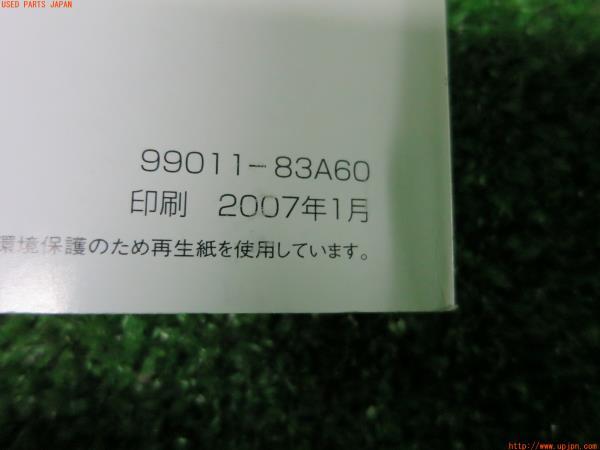 USED PARTS JAPAN
99011-83A60
印刷 2007年1月
環境保護のため再生紙を使用しています。
http://www.upjpn.com/